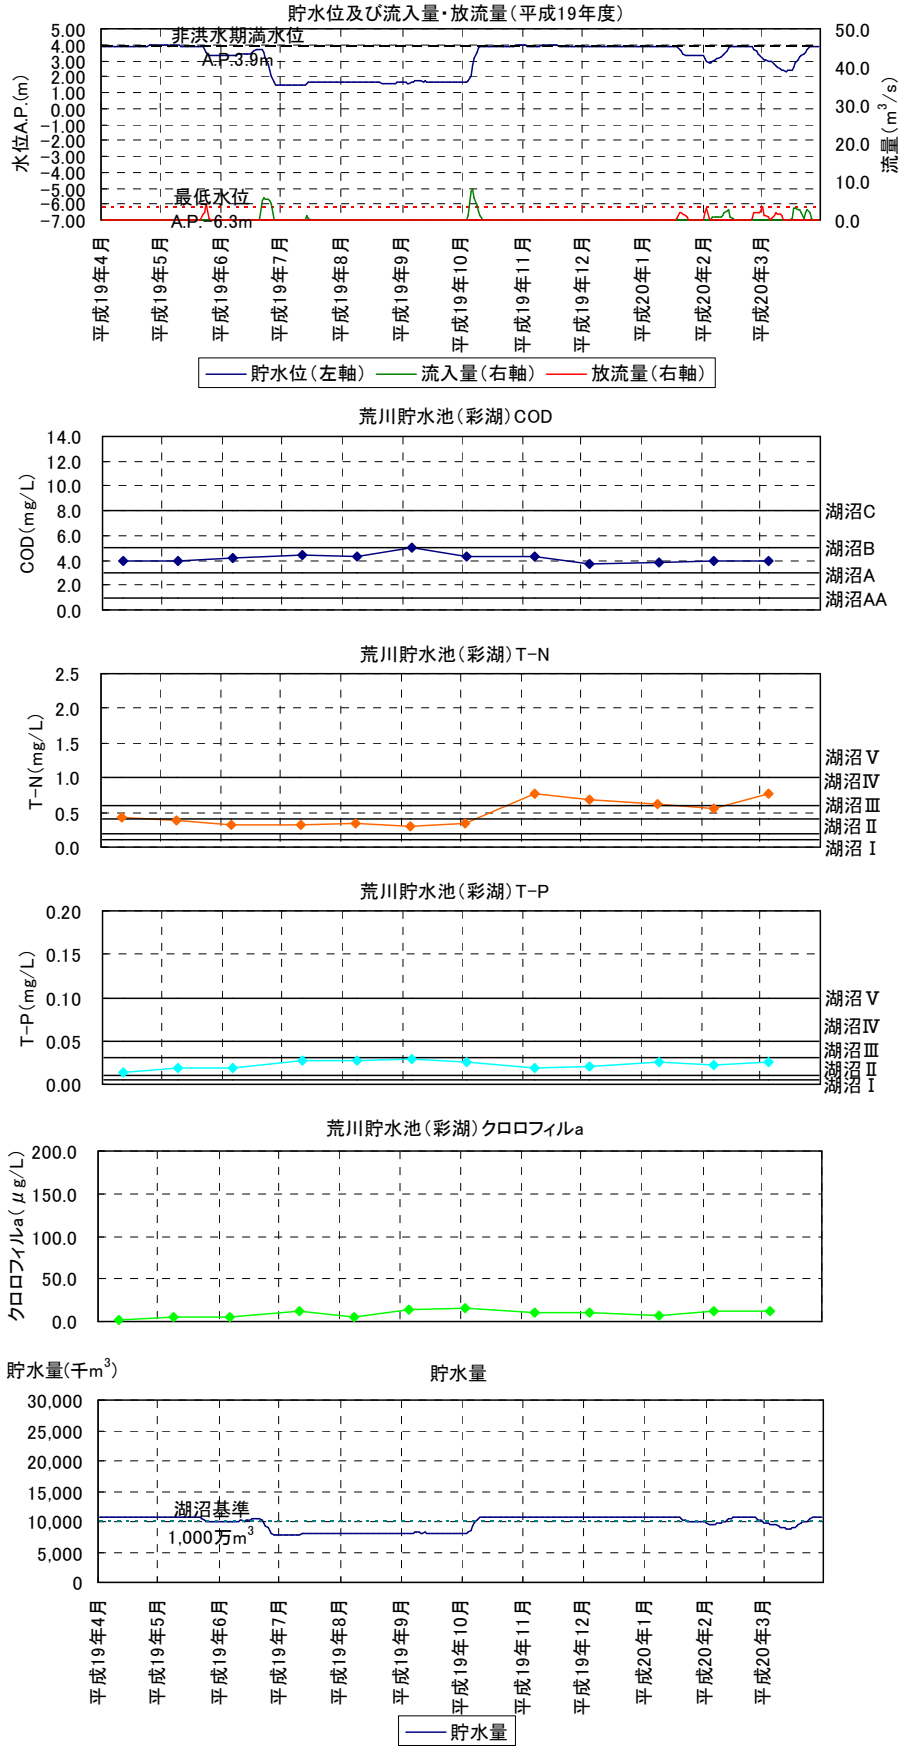 貯水位及び流入量・放流量(平成19年度)
5.00
4.00
3.00
2.00
1.00
0.00
-1.00
-2.00
-3.00
-4.00
-5.00
-6.00
-7.00
水位A.P.(m)
50.0
40.0
30.0
20.0
10.0
0.0
流量(m³/s)
非洪水期満水位
A.P.3.9m
最低水位
A.P.-6.3m
平成19年4月
平成19年5月
平成19年6月
平成19年7月
平成19年8月
平成19年9月
平成19年10月
平成19年11月
平成19年12月
平成20年1月
平成20年2月
平成20年3月
貯水位(左軸) 流入量(右軸) 放流量(右軸)
荒川貯水池(彩湖)COD
14.0
12.0
10.0
8.0
6.0
4.0
2.0
0.0
COD(mg/L)
湖沼C
湖沼B
湖沼A
湖沼AA
荒川貯水池(彩湖)T-N
2.5
2.0
1.5
1.0
0.5
0.0
T-N(mg/L)
湖沼Ⅴ
湖沼Ⅳ
湖沼Ⅲ
湖沼Ⅱ
湖沼Ⅰ
荒川貯水池(彩湖)T-P
0.20
0.15
0.10
0.05
0.00
T-P(mg/L)
湖沼Ⅴ
湖沼Ⅳ
湖沼Ⅲ
湖沼Ⅱ
湖沼Ⅰ
荒川貯水池(彩湖)クロロフィルa
200.0
150.0
100.0
50.0
0.0
クロロフィルa(μg/L)
貯水量(千m³)
貯水量
30,000
25,000
20,000
15,000
10,000
5,000
0
湖沼基準
1,000万m³
平成19年4月
平成19年5月
平成19年6月
平成19年7月
平成19年8月
平成19年9月
平成19年10月
平成19年11月
平成19年12月
平成20年1月
平成20年2月
平成20年3月
貯水量